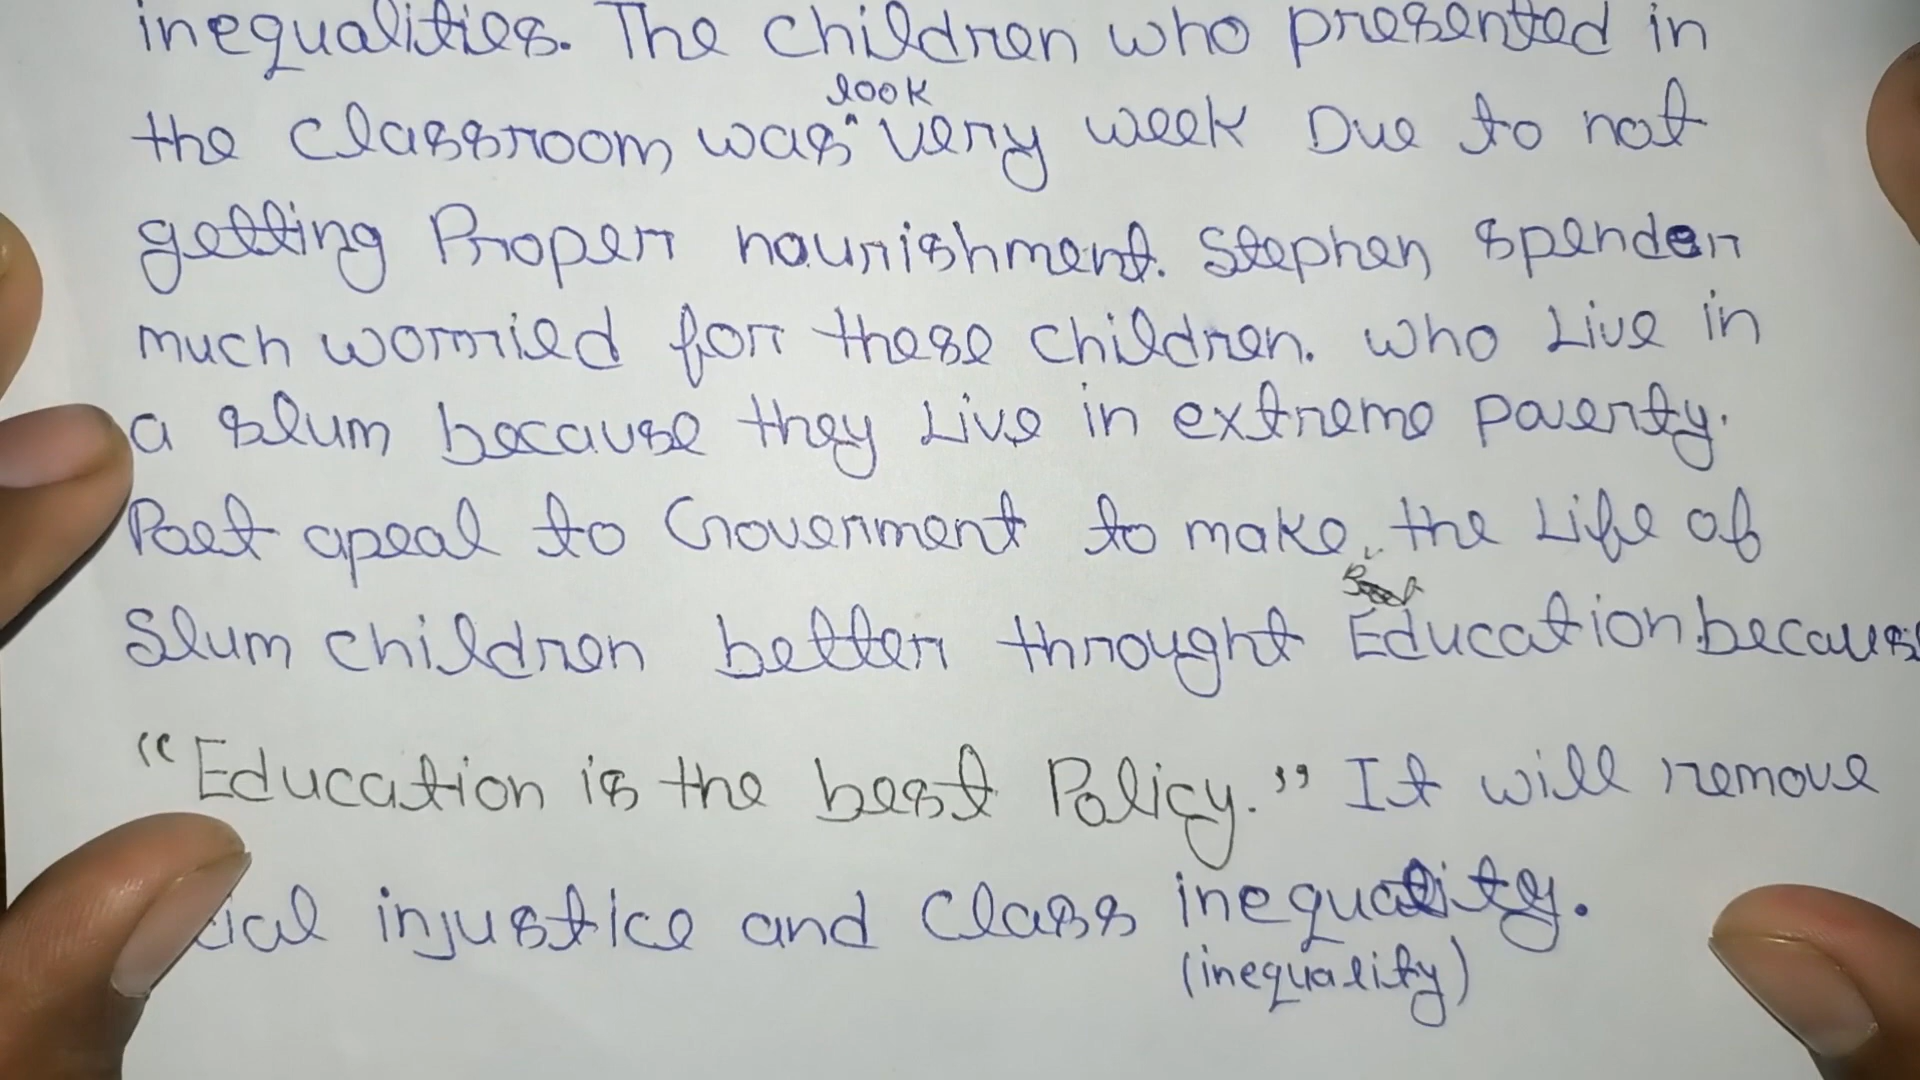 inequalities. The children who presented in
look
the classroom was ^ very week Due to not
getting Proper nourishment. Stephen spender
much worried for these children. who Live in
a slum because they Live in extreme poverty.
Poet apeal to Goverment to make the Life of
Slum children better throught Education because
"Education is the best Policy." It will remove
cial injustice and Class inequality.
(inequality)